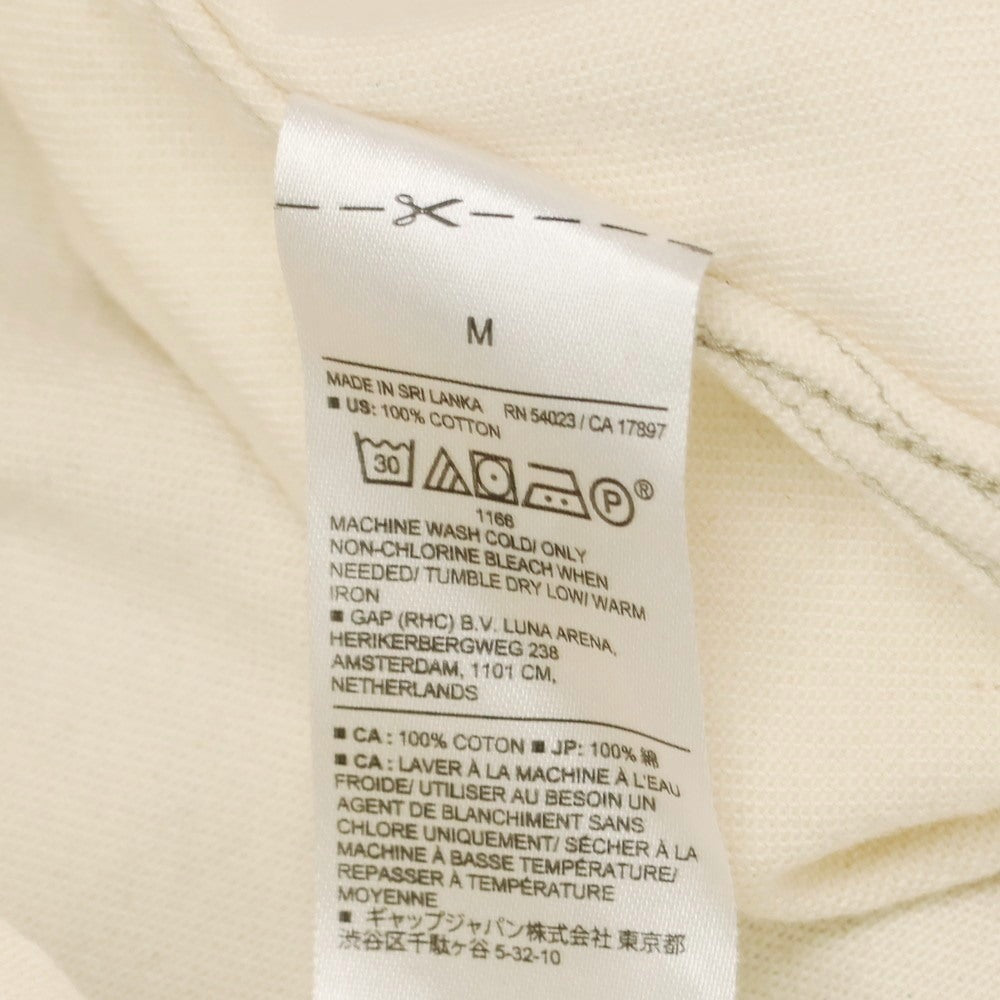 M
MADE IN SRI LANKA RN 54023 / CA 17897
■ US: 100% COTTON
30 P ®
1166
MACHINE WASH COLD/ ONLY
NON-CHLORINE BLEACH WHEN
NEEDED/ TUMBLE DRY LOW/ WARM
IRON
■ GAP (RHC) B.V. LUNA ARENA,
HERIKERBERGWEG 238
AMSTERDAM, 1101 CM,
NETHERLANDS
■ CA : 100% COTON ■ JP: 100% 綿
■ CA : LAVER À LA MACHINE À L'EAU
FROIDE/ UTILISER AU BESOIN UN
AGENT DE BLANCHIMENT SANS
CHLORE UNIQUEMENT/ SÉCHER À LA
MACHINE À BASSE TEMPÉRATURE/
REPASSER À TEMPÉRATURE
MOYENNE
■ ギャップジャパン株式会社 東京都
渋谷区千駄ヶ谷 5-32-10